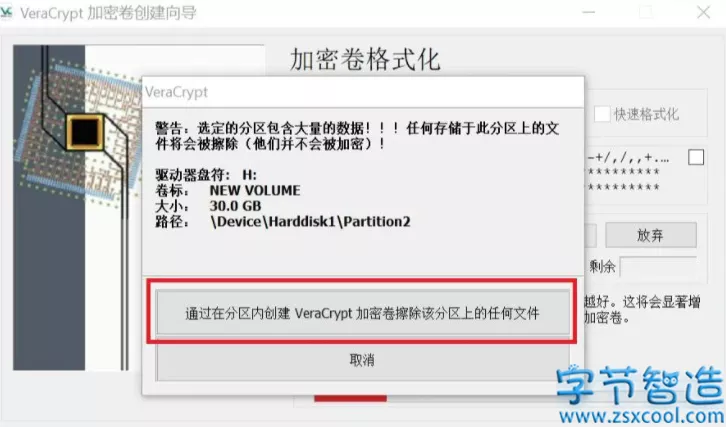 VeraCrypt 加密卷创建向导
加密卷格式化
VeraCrypt
快速格式化
警告：选定的分区包含大量的数据！！！任何存储于此分区上的文
件将会被擦除（他们并不会被加密）！
-+/,/,,+....
*********
*********
驱动器盘符： H:
卷标： NEW VOLUME
大小： 30.0 GB
路径： \Device\Harddisk1\Partition2
放弃
剩余
通过在分区内创建 VeraCrypt 加密卷擦除该分区上的任何文件
越好。这将会显著增
加密卷。
取消
字节智造
www.zsxcool.com